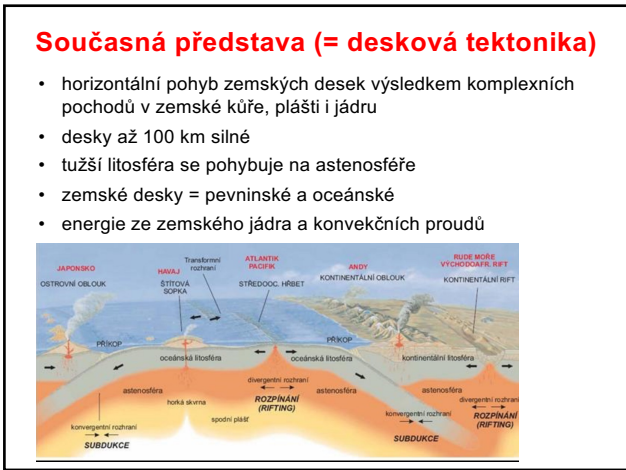 Současná představa (= desková tektonika)
• horizontální pohyb zemských desek výsledkem komplexních
pochodů v zemské kůře, plášti i jádru
• desky až 100 km silné
• tužší litosféra se pohybuje na astenosféře
• zemské desky = pevninské a oceánské
• energie ze zemského jádra a konvekčních proudů
JAPONSKO
OSTROVNÍ OBLOUK
HAVAJ
ŠTÍTOVÁ
SOPKA
Transformní
rozhraní
ATLANTIK
PACIFIK
STŘEDOOC. HŘBET
ANDY
KONTINENTÁLNÍ OBLOUK
RUDE MOŘE
VÝCHODOAFR. RIFT
KONTINENTÁLNÍ RIFT
PŘÍKOP
PŘÍKOP
oceánská litosféra
oceánská litosféra
kontinentální litosféra
astenosféra
horká skvrna
divergentní rozhraní
ROZPÍNÁNÍ
(RIFTING)
astenosféra
astenosféra
divergentní rozhraní
ROZPÍNÁNÍ
(RIFTING)
spodní plášť
konvergentní rozhraní
SUBDUKCE
konvergentní rozhraní
SUBDUKCE